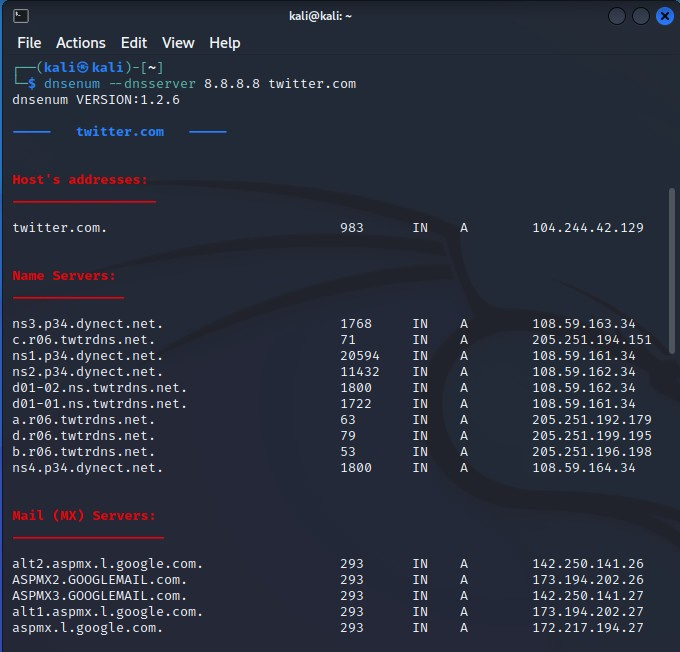 kali@kali: ~
File Actions Edit View Help
┌──(kali㉿kali)-[~]
└─$ dnsenum --dnsserver 8.8.8.8 twitter.com
dnsenum VERSION:1.2.6
----- twitter.com -----
Host's addresses:
twitter.com. 983 IN A 104.244.42.129
Name Servers:
ns3.p34.dynect.net. 1768 IN A 108.59.163.34
c.r06.twtrdns.net. 71 IN A 205.251.194.151
ns1.p34.dynect.net. 20594 IN A 108.59.161.34
ns2.p34.dynect.net. 11432 IN A 108.59.162.34
d01-02.ns.twtrdns.net. 1800 IN A 108.59.162.34
d01-01.ns.twtrdns.net. 1722 IN A 108.59.161.34
a.r06.twtrdns.net. 63 IN A 205.251.192.179
d.r06.twtrdns.net. 79 IN A 205.251.199.195
b.r06.twtrdns.net. 53 IN A 205.251.196.198
ns4.p34.dynect.net. 1800 IN A 108.59.164.34
Mail (MX) Servers:
alt2.aspmx.l.google.com. 293 IN A 142.250.141.26
ASPMX2.GOOGLEMAIL.com. 293 IN A 173.194.202.26
ASPMX3.GOOGLEMAIL.com. 293 IN A 142.250.141.27
alt1.aspmx.l.google.com. 293 IN A 173.194.202.27
aspmx.l.google.com. 293 IN A 172.217.194.27